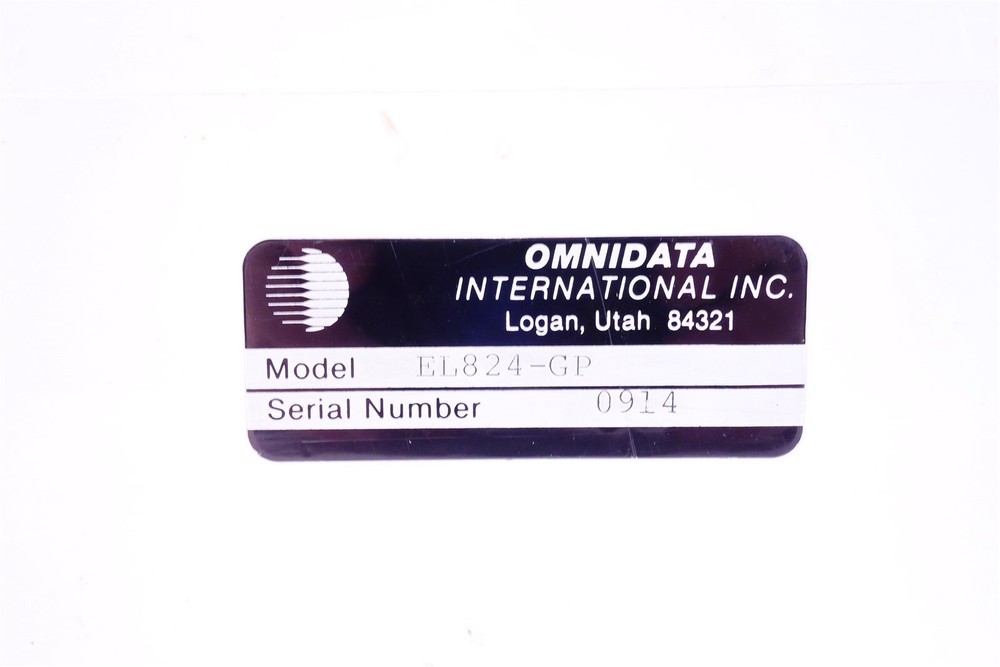 OMNIDATA
INTERNATIONAL INC.
Logan, Utah 84321
Model EL824-GP
Serial Number 0914